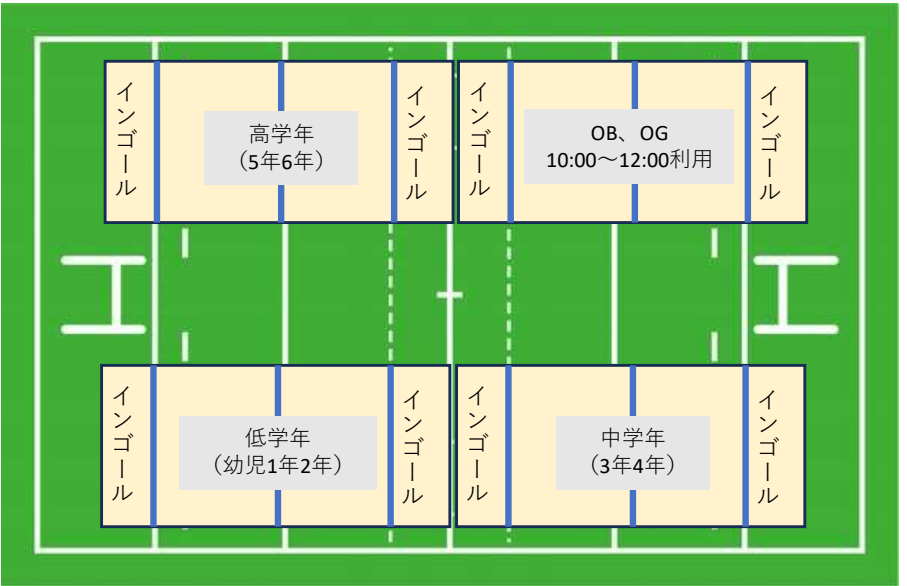 インゴール
高学年
（5年6年）
インゴール
インゴール
OB、OG
10:00～12:00利用
インゴール
インゴール
低学年
（幼児1年2年）
インゴール
インゴール
中学年
（3年4年）
インゴール